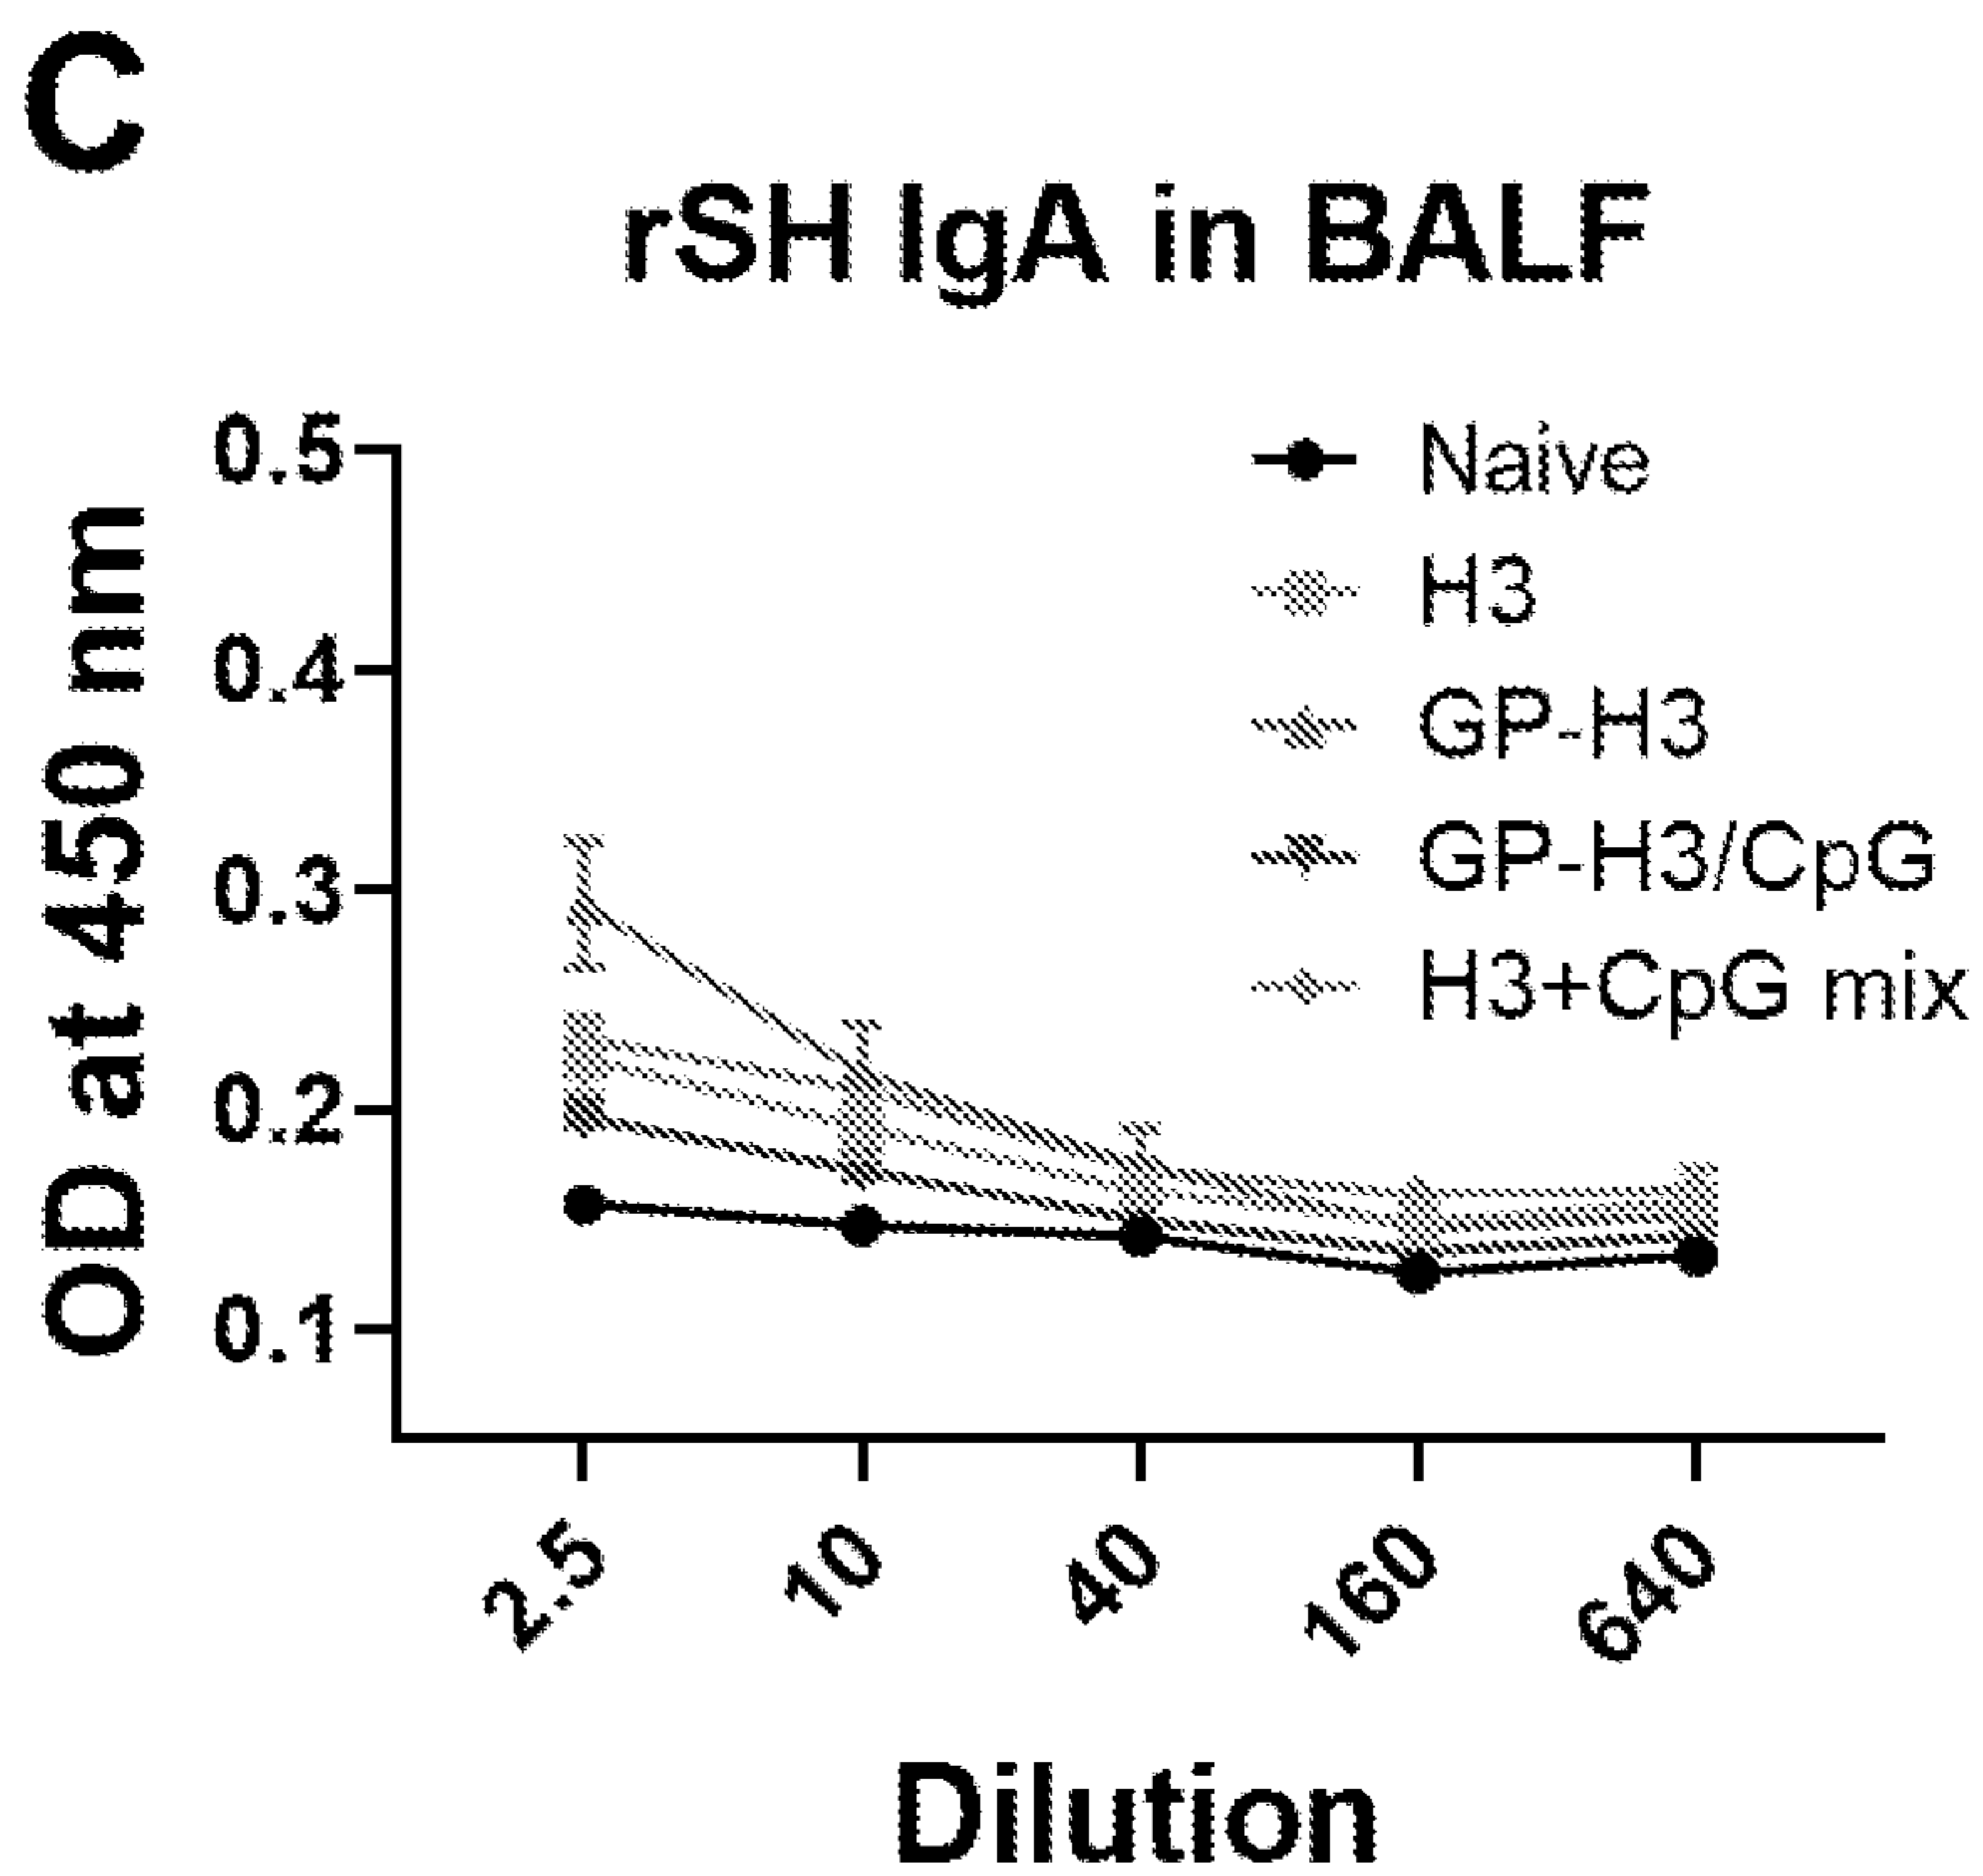 C
rSH IgA in BALF
OD at 450 nm
0.5
0.4
0.3
0.2
0.1
Naive
H3
GP-H3
GP-H3/CpG
H3+CpG mix
2.5
10
40
160
640
Dilution